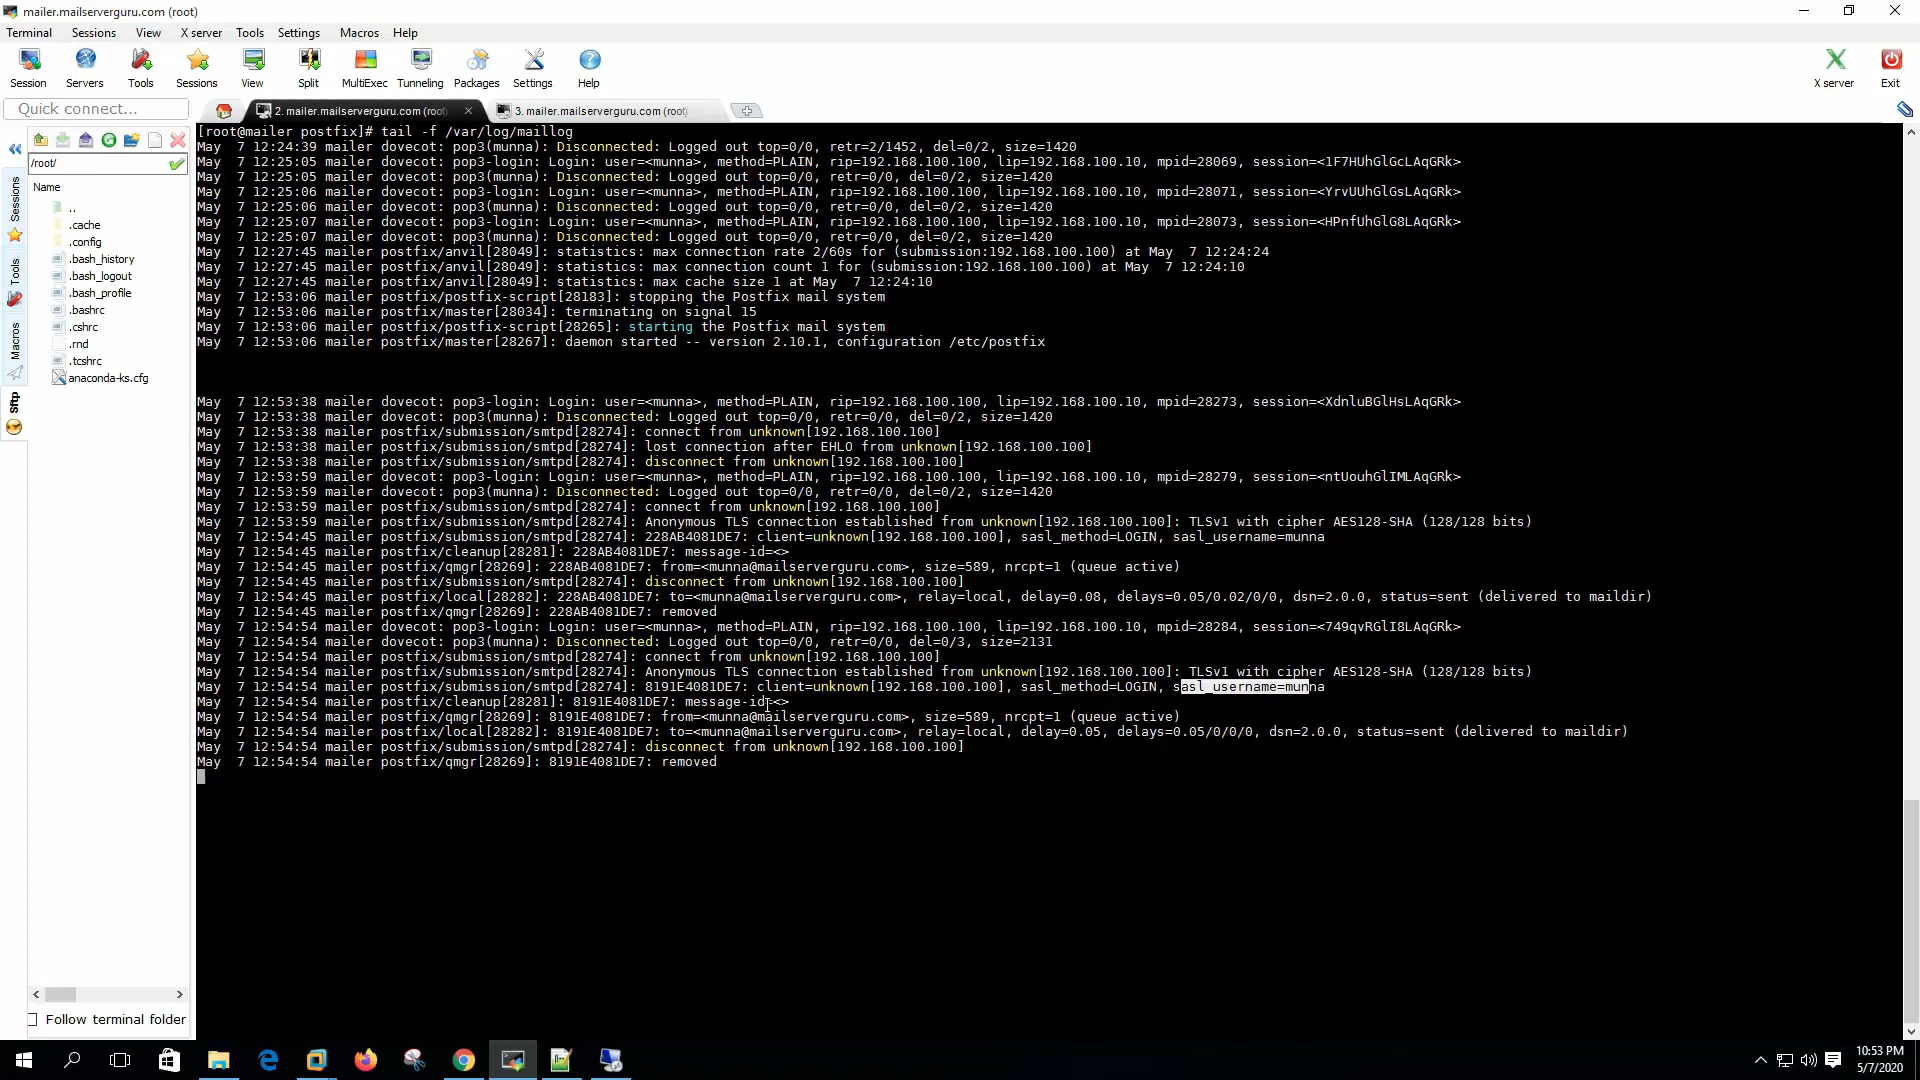 mailer.mailserverguru.com (root)
Terminal Sessions View X server Tools Settings Macros Help
Session Servers Tools Sessions View Split MultiExec Tunneling Packages Settings Help X server Exit
Quick connect...
2. mailer.mailserverguru.com (root
3. mailer.mailserverguru.com (root)
/root/
Name
..
.cache
.config
.bash_history
.bash_logout
.bash_profile
.bashrc
.cshrc
.rnd
.tcshrc
anaconda-ks.cfg
Sessions
Tools
Macros
Sftp
Follow terminal folder
[root@mailer postfix]# tail -f /var/log/maillog
May  7 12:24:39 mailer dovecot: pop3(munna): Disconnected: Logged out top=0/0, retr=2/1452, del=0/2, size=1420
May  7 12:25:05 mailer dovecot: pop3-login: Login: user=<munna>, method=PLAIN, rip=192.168.100.100, lip=192.168.100.10, mpid=28069, session=<1F7HUhGlGcLAqGRk>
May  7 12:25:05 mailer dovecot: pop3(munna): Disconnected: Logged out top=0/0, retr=0/0, del=0/2, size=1420
May  7 12:25:06 mailer dovecot: pop3-login: Login: user=<munna>, method=PLAIN, rip=192.168.100.100, lip=192.168.100.10, mpid=28071, session=<YrvUUhGlGsLAqGRk>
May  7 12:25:06 mailer dovecot: pop3(munna): Disconnected: Logged out top=0/0, retr=0/0, del=0/2, size=1420
May  7 12:25:07 mailer dovecot: pop3-login: Login: user=<munna>, method=PLAIN, rip=192.168.100.100, lip=192.168.100.10, mpid=28073, session=<HPnfUhGlG8LAqGRk>
May  7 12:25:07 mailer dovecot: pop3(munna): Disconnected: Logged out top=0/0, retr=0/0, del=0/2, size=1420
May  7 12:27:45 mailer postfix/anvil[28049]: statistics: max connection rate 2/60s for (submission:192.168.100.100) at May  7 12:24:24
May  7 12:27:45 mailer postfix/anvil[28049]: statistics: max connection count 1 for (submission:192.168.100.100) at May  7 12:24:10
May  7 12:27:45 mailer postfix/anvil[28049]: statistics: max cache size 1 at May  7 12:24:10
May  7 12:53:06 mailer postfix/postfix-script[28183]: stopping the Postfix mail system
May  7 12:53:06 mailer postfix/master[28034]: terminating on signal 15
May  7 12:53:06 mailer postfix/postfix-script[28265]: starting the Postfix mail system
May  7 12:53:06 mailer postfix/master[28267]: daemon started -- version 2.10.1, configuration /etc/postfix
May  7 12:53:38 mailer dovecot: pop3-login: Login: user=<munna>, method=PLAIN, rip=192.168.100.100, lip=192.168.100.10, mpid=28273, session=<XdnluBGlHsLAqGRk>
May  7 12:53:38 mailer dovecot: pop3(munna): Disconnected: Logged out top=0/0, retr=0/0, del=0/2, size=1420
May  7 12:53:38 mailer postfix/submission/smtpd[28274]: connect from unknown[192.168.100.100]
May  7 12:53:38 mailer postfix/submission/smtpd[28274]: lost connection after EHLO from unknown[192.168.100.100]
May  7 12:53:38 mailer postfix/submission/smtpd[28274]: disconnect from unknown[192.168.100.100]
May  7 12:53:59 mailer dovecot: pop3-login: Login: user=<munna>, method=PLAIN, rip=192.168.100.100, lip=192.168.100.10, mpid=28279, session=<ntUouhGlIMLAqGRk>
May  7 12:53:59 mailer dovecot: pop3(munna): Disconnected: Logged out top=0/0, retr=0/0, del=0/2, size=1420
May  7 12:53:59 mailer postfix/submission/smtpd[28274]: connect from unknown[192.168.100.100]
May  7 12:53:59 mailer postfix/submission/smtpd[28274]: Anonymous TLS connection established from unknown[192.168.100.100]: TLSv1 with cipher AES128-SHA (128/128 bits)
May  7 12:54:45 mailer postfix/submission/smtpd[28274]: 228AB4081DE7: client=unknown[192.168.100.100], sasl_method=LOGIN, sasl_username=munna
May  7 12:54:45 mailer postfix/cleanup[28281]: 228AB4081DE7: message-id=<>
May  7 12:54:45 mailer postfix/qmgr[28269]: 228AB4081DE7: from=<munna@mailserverguru.com>, size=589, nrcpt=1 (queue active)
May  7 12:54:45 mailer postfix/submission/smtpd[28274]: disconnect from unknown[192.168.100.100]
May  7 12:54:45 mailer postfix/local[28282]: 228AB4081DE7: to=<munna@mailserverguru.com>, relay=local, delay=0.08, delays=0.05/0.02/0/0, dsn=2.0.0, status=sent (delivered to maildir)
May  7 12:54:45 mailer postfix/qmgr[28269]: 228AB4081DE7: removed
May  7 12:54:54 mailer dovecot: pop3-login: Login: user=<munna>, method=PLAIN, rip=192.168.100.100, lip=192.168.100.10, mpid=28284, session=<749qvRGlI8LAqGRk>
May  7 12:54:54 mailer dovecot: pop3(munna): Disconnected: Logged out top=0/0, retr=0/0, del=0/3, size=2131
May  7 12:54:54 mailer postfix/submission/smtpd[28274]: connect from unknown[192.168.100.100]
May  7 12:54:54 mailer postfix/submission/smtpd[28274]: Anonymous TLS connection established from unknown[192.168.100.100]: TLSv1 with cipher AES128-SHA (128/128 bits)
May  7 12:54:54 mailer postfix/submission/smtpd[28274]: 8191E4081DE7: client=unknown[192.168.100.100], sasl_method=LOGIN, sasl_username=munna
May  7 12:54:54 mailer postfix/cleanup[28281]: 8191E4081DE7: message-id=<>
May  7 12:54:54 mailer postfix/qmgr[28269]: 8191E4081DE7: from=<munna@mailserverguru.com>, size=589, nrcpt=1 (queue active)
May  7 12:54:54 mailer postfix/local[28282]: 8191E4081DE7: to=<munna@mailserverguru.com>, relay=local, delay=0.05, delays=0.05/0/0/0, dsn=2.0.0, status=sent (delivered to maildir)
May  7 12:54:54 mailer postfix/submission/smtpd[28274]: disconnect from unknown[192.168.100.100]
May  7 12:54:54 mailer postfix/qmgr[28269]: 8191E4081DE7: removed
10:53 PM
5/7/2020